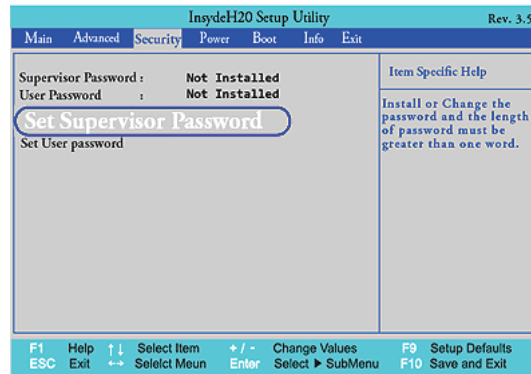 InsydeH20 Setup Utility Rev. 3.5
Main Advanced Security Power Boot Info Exit
Supervisor Password : Not Installed
User Password : Not Installed
Set Supervisor Password
Set User password
Item Specific Help
Install or Change the
password and the length
of password must be
greater than one word.
F1 Help ↑↓ Select Item + / - Change Values F9 Setup Defaults
ESC Exit ↔ Selelct Meun Enter Select ▶ SubMenu F10 Save and Exit